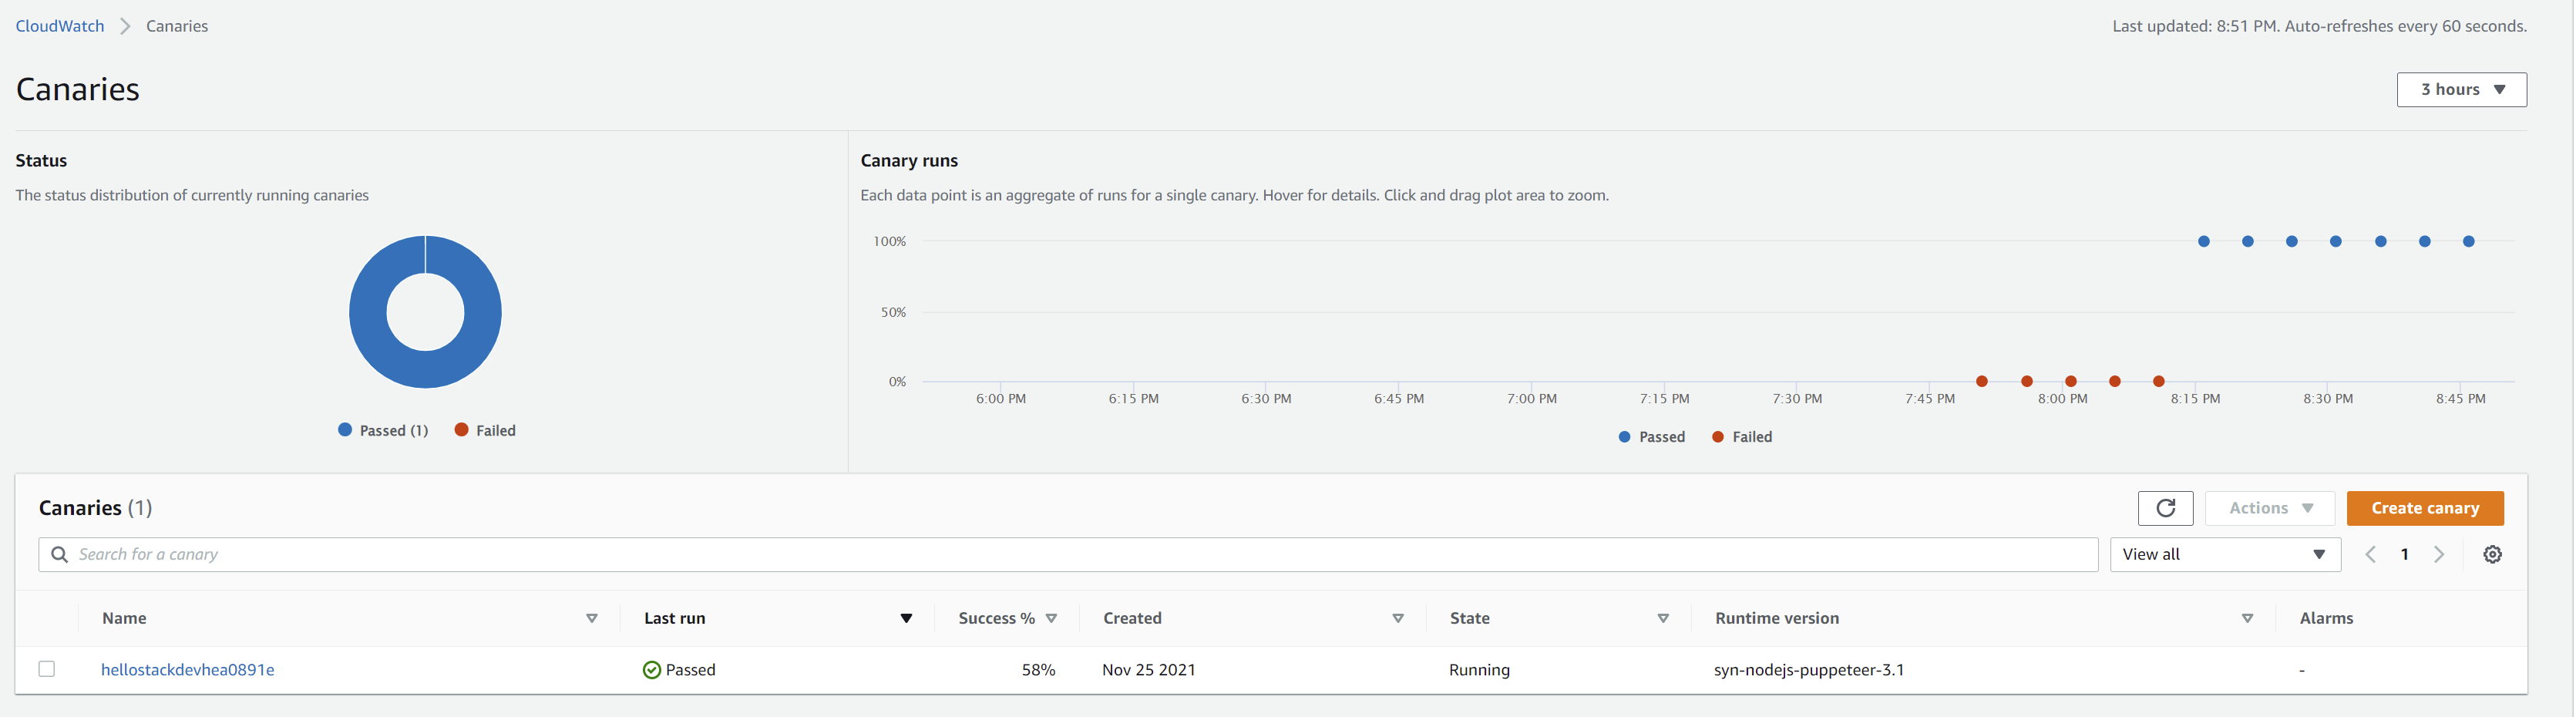 CloudWatch > Canaries
Last updated: 8:51 PM. Auto-refreshes every 60 seconds.
Canaries
3 hours
Status
The status distribution of currently running canaries
Passed (1) Failed
Canary runs
Each data point is an aggregate of runs for a single canary. Hover for details. Click and drag plot area to zoom.
100%
50%
0%
6:00 PM 6:15 PM 6:30 PM 6:45 PM 7:00 PM 7:15 PM 7:30 PM 7:45 PM 8:00 PM 8:15 PM 8:30 PM 8:45 PM
Passed Failed
Canaries (1)
Actions
Create canary
Search for a canary
View all
1
Name Last run Success % Created State Runtime version Alarms
hellostackdevhea0891e Passed 58% Nov 25 2021 Running syn-nodejs-puppeteer-3.1 -